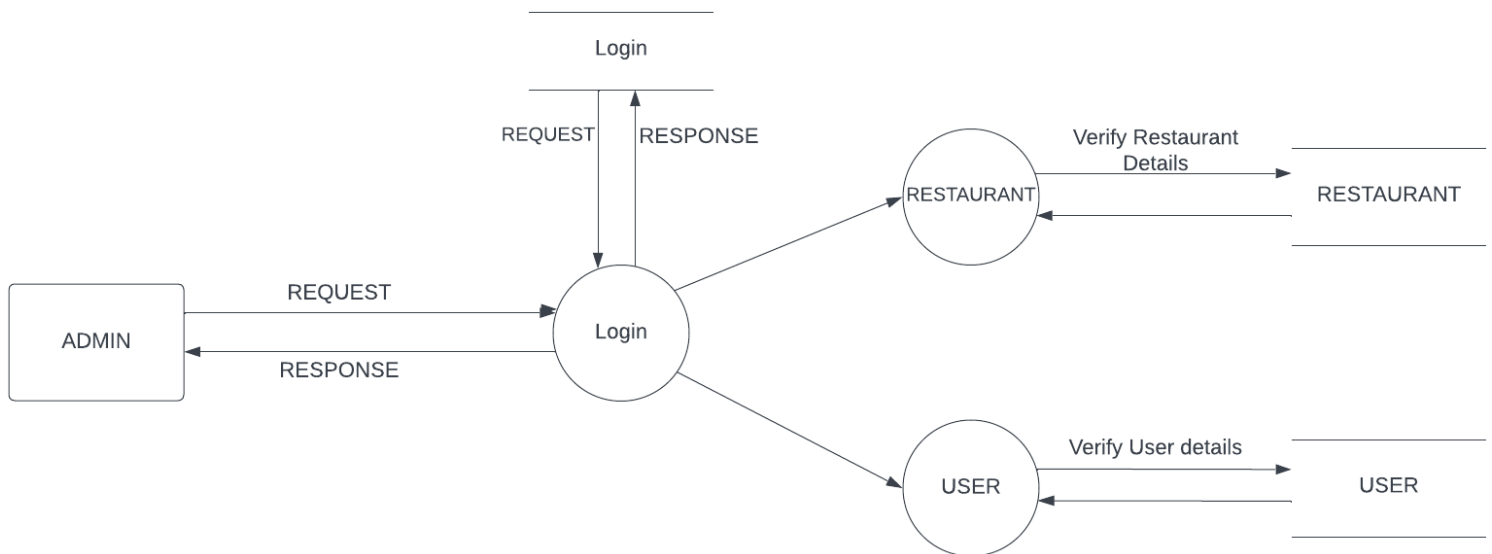 Login
REQUEST
RESPONSE
Verify Restaurant
Details
RESTAURANT
RESTAURANT
REQUEST
ADMIN
Login
RESPONSE
Verify User details
USER
USER